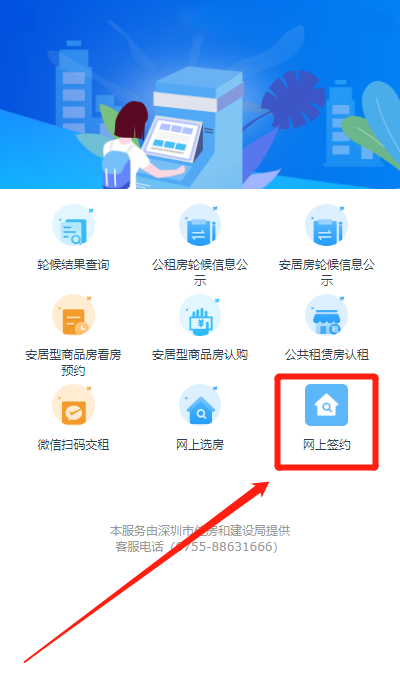 轮候结果查询
公租房轮候信息公
示
安居房轮候信息公
示
安居型商品房看房
预约
安居型商品房认购
公共租赁房认租
微信扫码交租
网上选房
网上签约
本服务由深圳市住房和建设局提供
客服电话（0755-88631666）